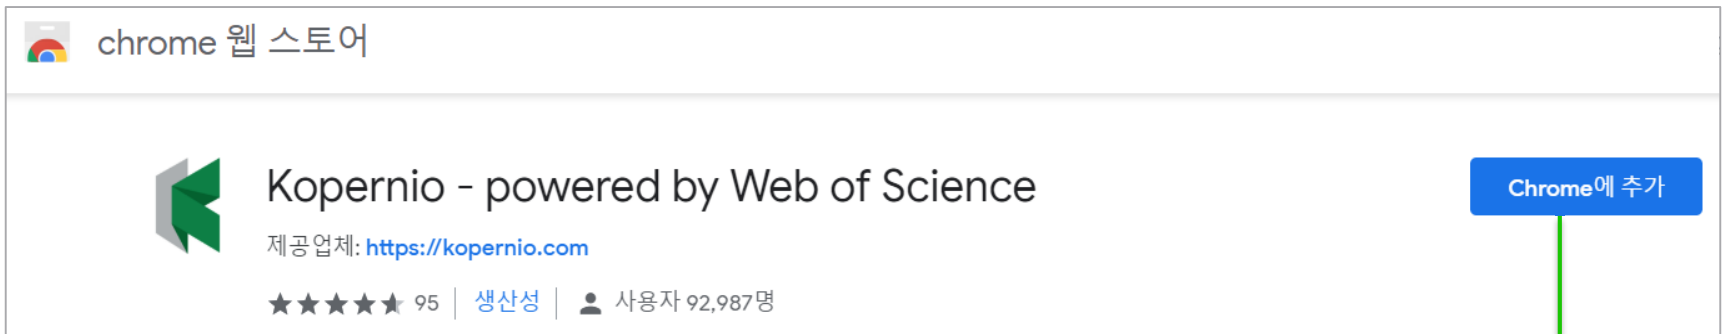 chrome 웹 스토어
Kopernio - powered by Web of Science
Chrome에 추가
제공업체: https://kopernio.com
95 생산성 사용자 92,987명